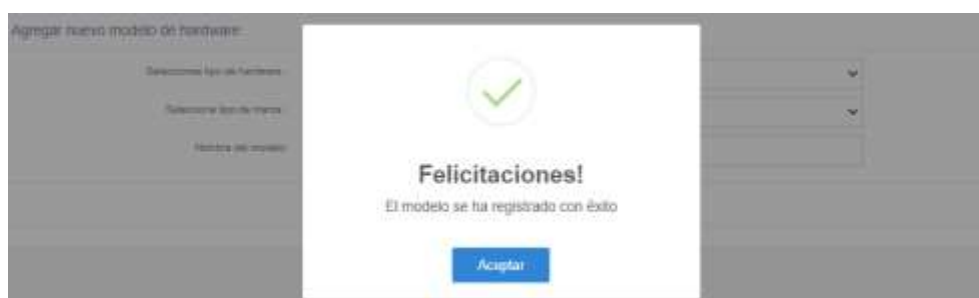 Agregar nuevo modelo de hardware
Seleccione tipo de hardware
Seleccione tipo de marca
Nombre del modelo
Felicitaciones!
El modelo se ha registrado con éxito
Aceptar